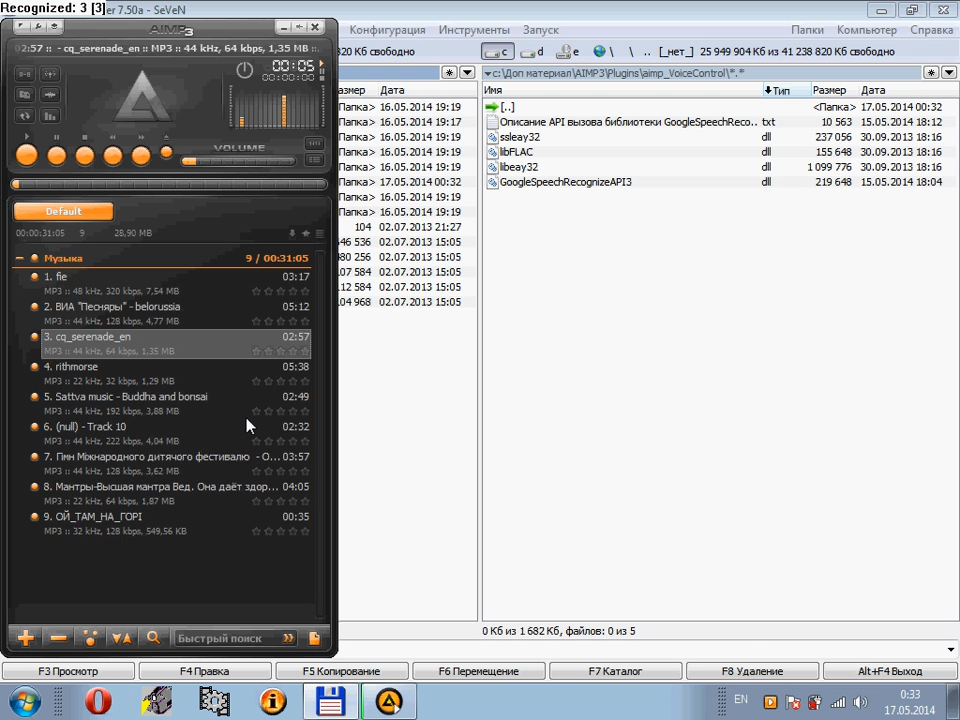 Recognized: 3 [3]
er 7.50a - SeVeN
Конфигурация Инструменты Запуск
Папки Компьютер Справка
AIMP3
02:57 :: - cq_serenade_en :: MP3 :: 44 kHz, 64 kbps, 1,35 MB ::.
820 Кб свободно
c d e \ \ .. [_нет_] 25 949 904 Кб из 41 238 820 Кб свободно
00:05
00:00:00
VOLUME
c:\Доп материал\AIMP3\Plugins\aimp_VoiceControl\*.*
азмер Дата
Имя Тип Размер Дата
Папка> 16.05.2014 19:19
[..] <Папка> 17.05.2014 00:32
Папка> 16.05.2014 19:17
Описание API вызова библиотеки GoogleSpeechReco.. txt 10 563 15.05.2014 18:12
Папка> 16.05.2014 19:19
ssleay32 dll 237 056 30.09.2013 18:16
Папка> 16.05.2014 19:19
libFLAC dll 155 648 30.09.2013 18:16
Папка> 16.05.2014 19:19
libeay32 dll 1 099 776 30.09.2013 18:16
Папка> 17.05.2014 00:32
GoogleSpeechRecognizeAPI3 dll 219 648 15.05.2014 18:04
Папка> 16.05.2014 19:19
Папка> 16.05.2014 19:19
104 02.07.2013 21:27
546 536 02.07.2013 15:05
480 256 02.07.2013 15:05
107 584 02.07.2013 15:05
112 584 02.07.2013 15:05
104 968 02.07.2013 15:05
Default
00:00:31:05 9 28,90 MB
Музыка 9 / 00:31:05
1. fie 03:17
MP3 :: 48 kHz, 320 kbps, 7,54 MB
2. ВИА "Песняры" - belorussia 05:12
MP3 :: 44 kHz, 128 kbps, 4,77 MB
3. cq_serenade_en 02:57
MP3 :: 44 kHz, 64 kbps, 1,35 MB
4. rithmorse 05:38
MP3 :: 22 kHz, 32 kbps, 1,29 MB
5. Sattva music - Buddha and bonsai 02:49
MP3 :: 44 kHz, 192 kbps, 3,88 MB
6. (null) - Track 10 02:32
MP3 :: 44 kHz, 222 kbps, 4,04 MB
7. Гімн Міжнародного дитячого фестивалю - О... 03:57
MP3 :: 44 kHz, 128 kbps, 3,62 MB
8. Мантры-Высшая мантра Вед. Она даёт здор... 04:05
MP3 :: 22 kHz, 64 kbps, 1,87 MB
9. ОЙ_ТАМ_НА_ГОРІ 00:35
MP3 :: 32 kHz, 128 kbps, 549,56 KB
Быстрый поиск
0 Кб из 1 682 Кб, файлов: 0 из 5
F3 Просмотр F4 Правка F5 Копирование F6 Перемещение F7 Каталог F8 Удаление Alt+F4 Выход
EN
0:33
17.05.2014